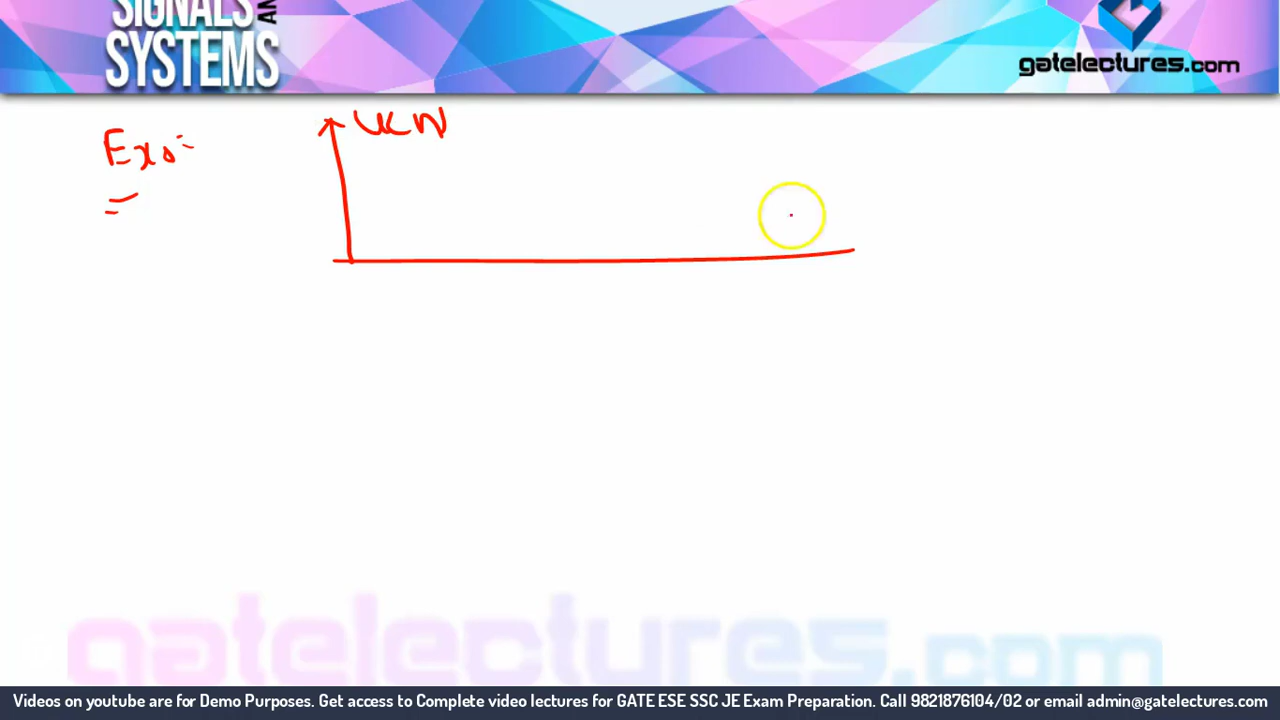 SIGNALS AND
SYSTEMS
gatelectures.com
Ex:
gatelectures.com
Videos on youtube are for Demo Purposes. Get access to Complete video lectures for GATE ESE SSC JE Exam Preparation. Call 9821876104/02 or email admin@gatelectures.com